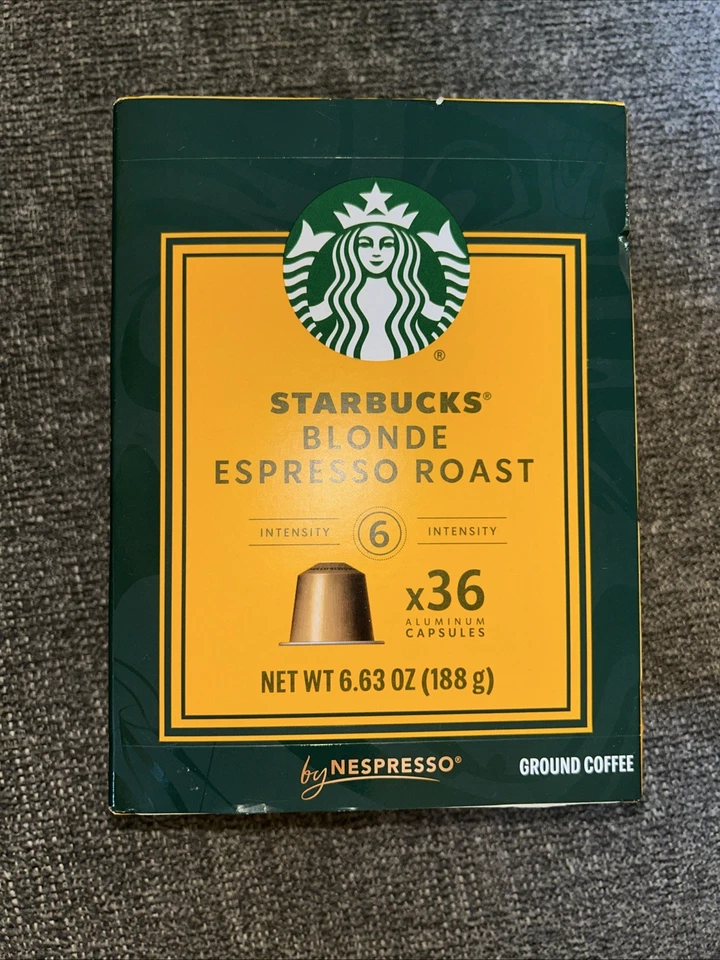 ®
STARBUCKS®
BLONDE
ESPRESSO ROAST
INTENSITY 6 INTENSITY
x36
ALUMINUM
CAPSULES
NET WT 6.63 OZ (188 g)
by NESPRESSO®
GROUND COFFEE